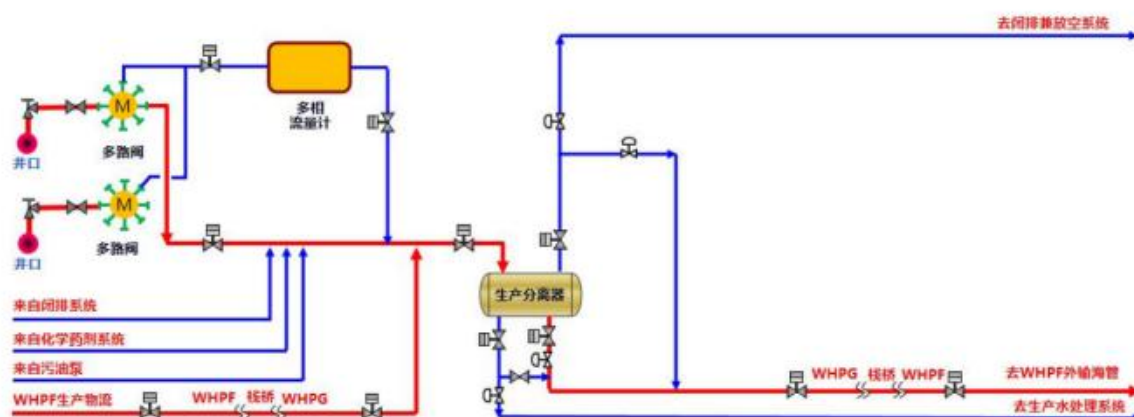 去闭排兼放空系统
M
多相
流量计
井口
多路阀
M
井口
多路阀
生产分离器
来自闭排系统
来自化学药剂系统
来自污油泵
WHPF生产物流
WHPF 栈桥 WHPG
WHPG 栈桥 WHPF
去WHPF外输海管
去生产水处理系统